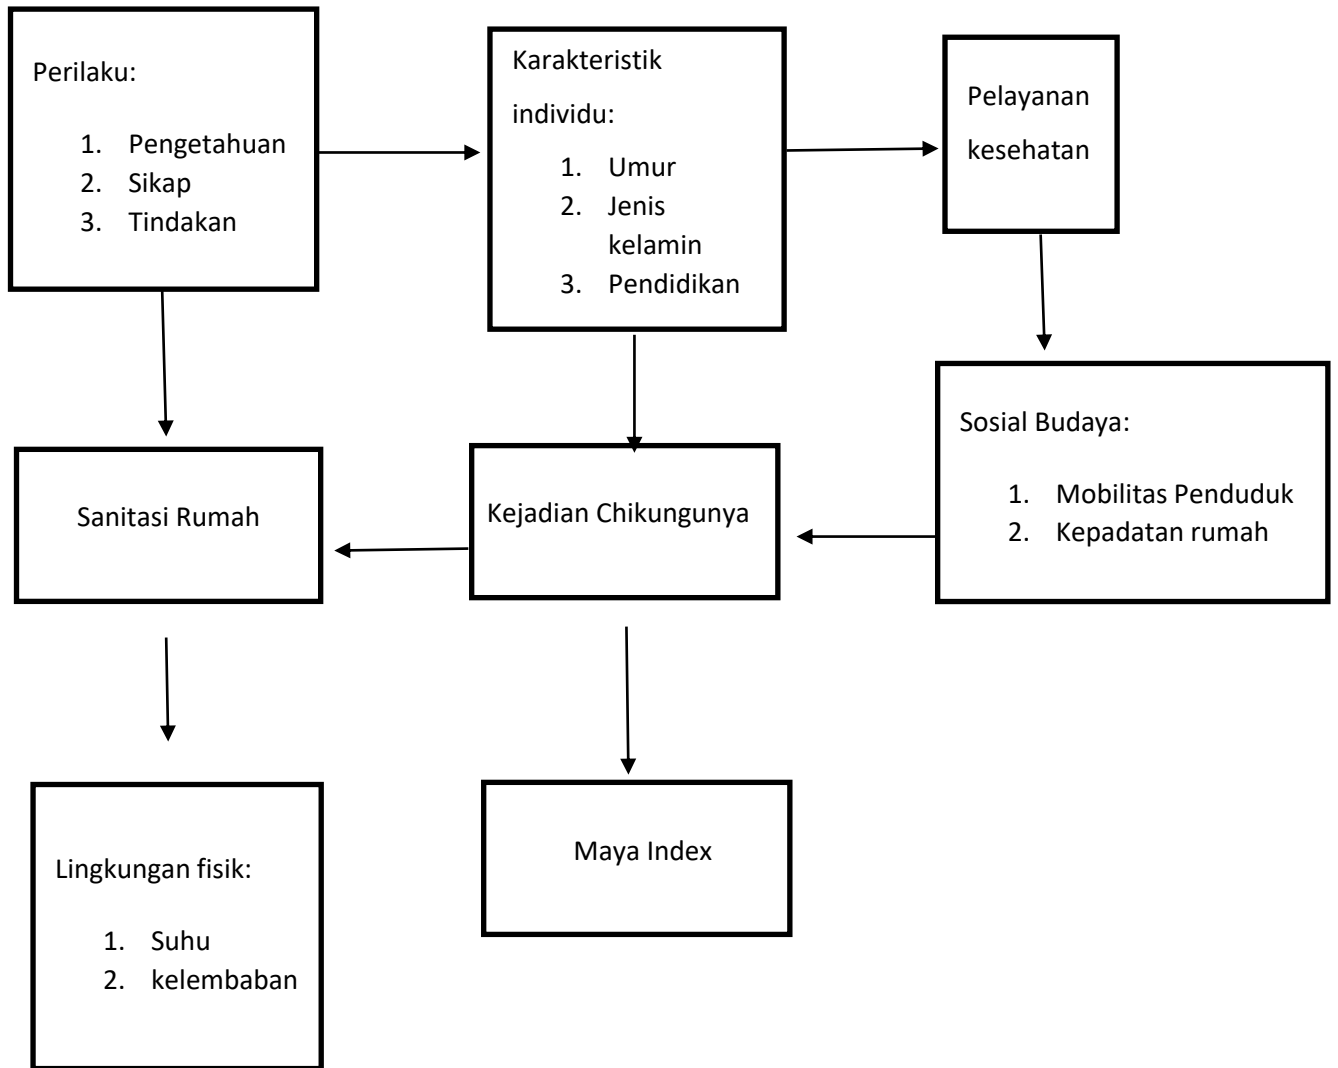 Perilaku:
1. Pengetahuan
2. Sikap
3. Tindakan
Karakteristik
individu:
1. Umur
2. Jenis
kelamin
3. Pendidikan
Pelayanan
kesehatan
Sanitasi Rumah
Kejadian Chikungunya
Sosial Budaya:
1. Mobilitas Penduduk
2. Kepadatan rumah
Lingkungan fisik:
1. Suhu
2. kelembaban
Maya Index